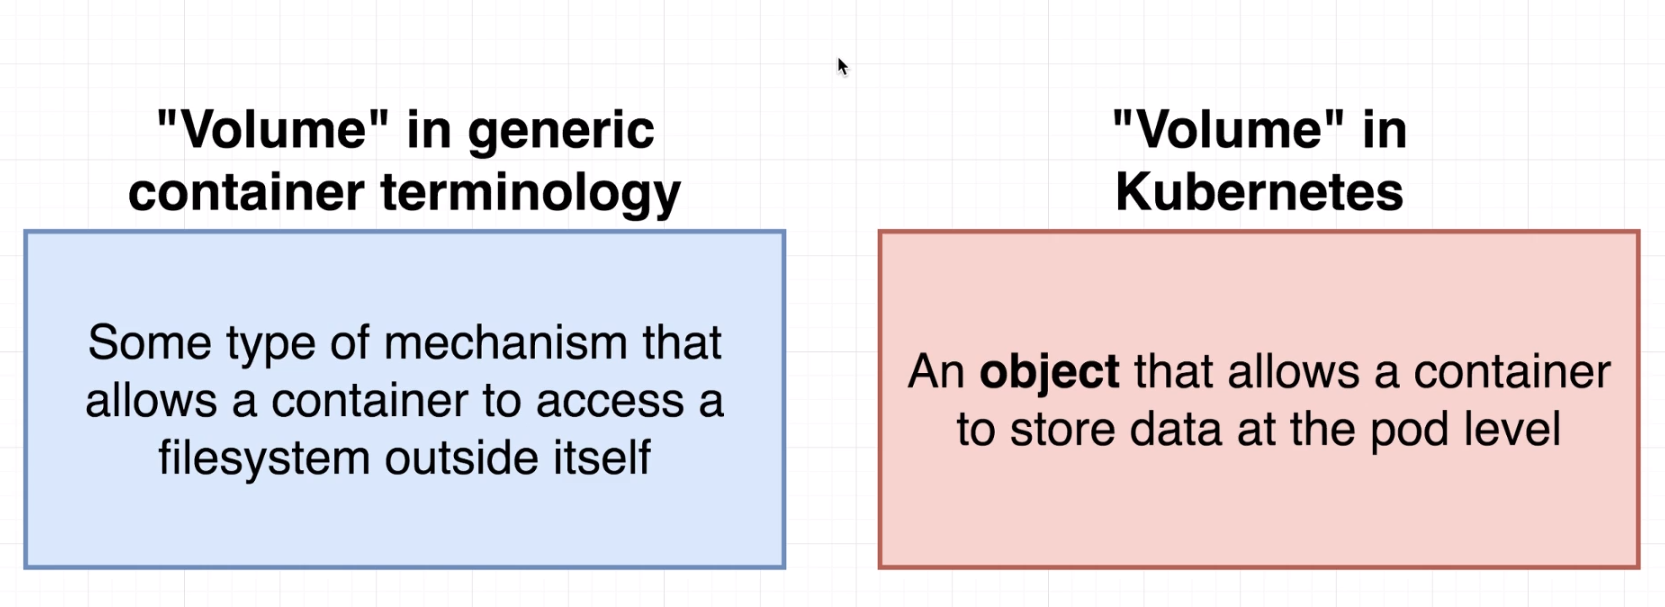 "Volume" in generic
container terminology
Some type of mechanism that
allows a container to access a
filesystem outside itself
"Volume" in
Kubernetes
An object that allows a container
to store data at the pod level